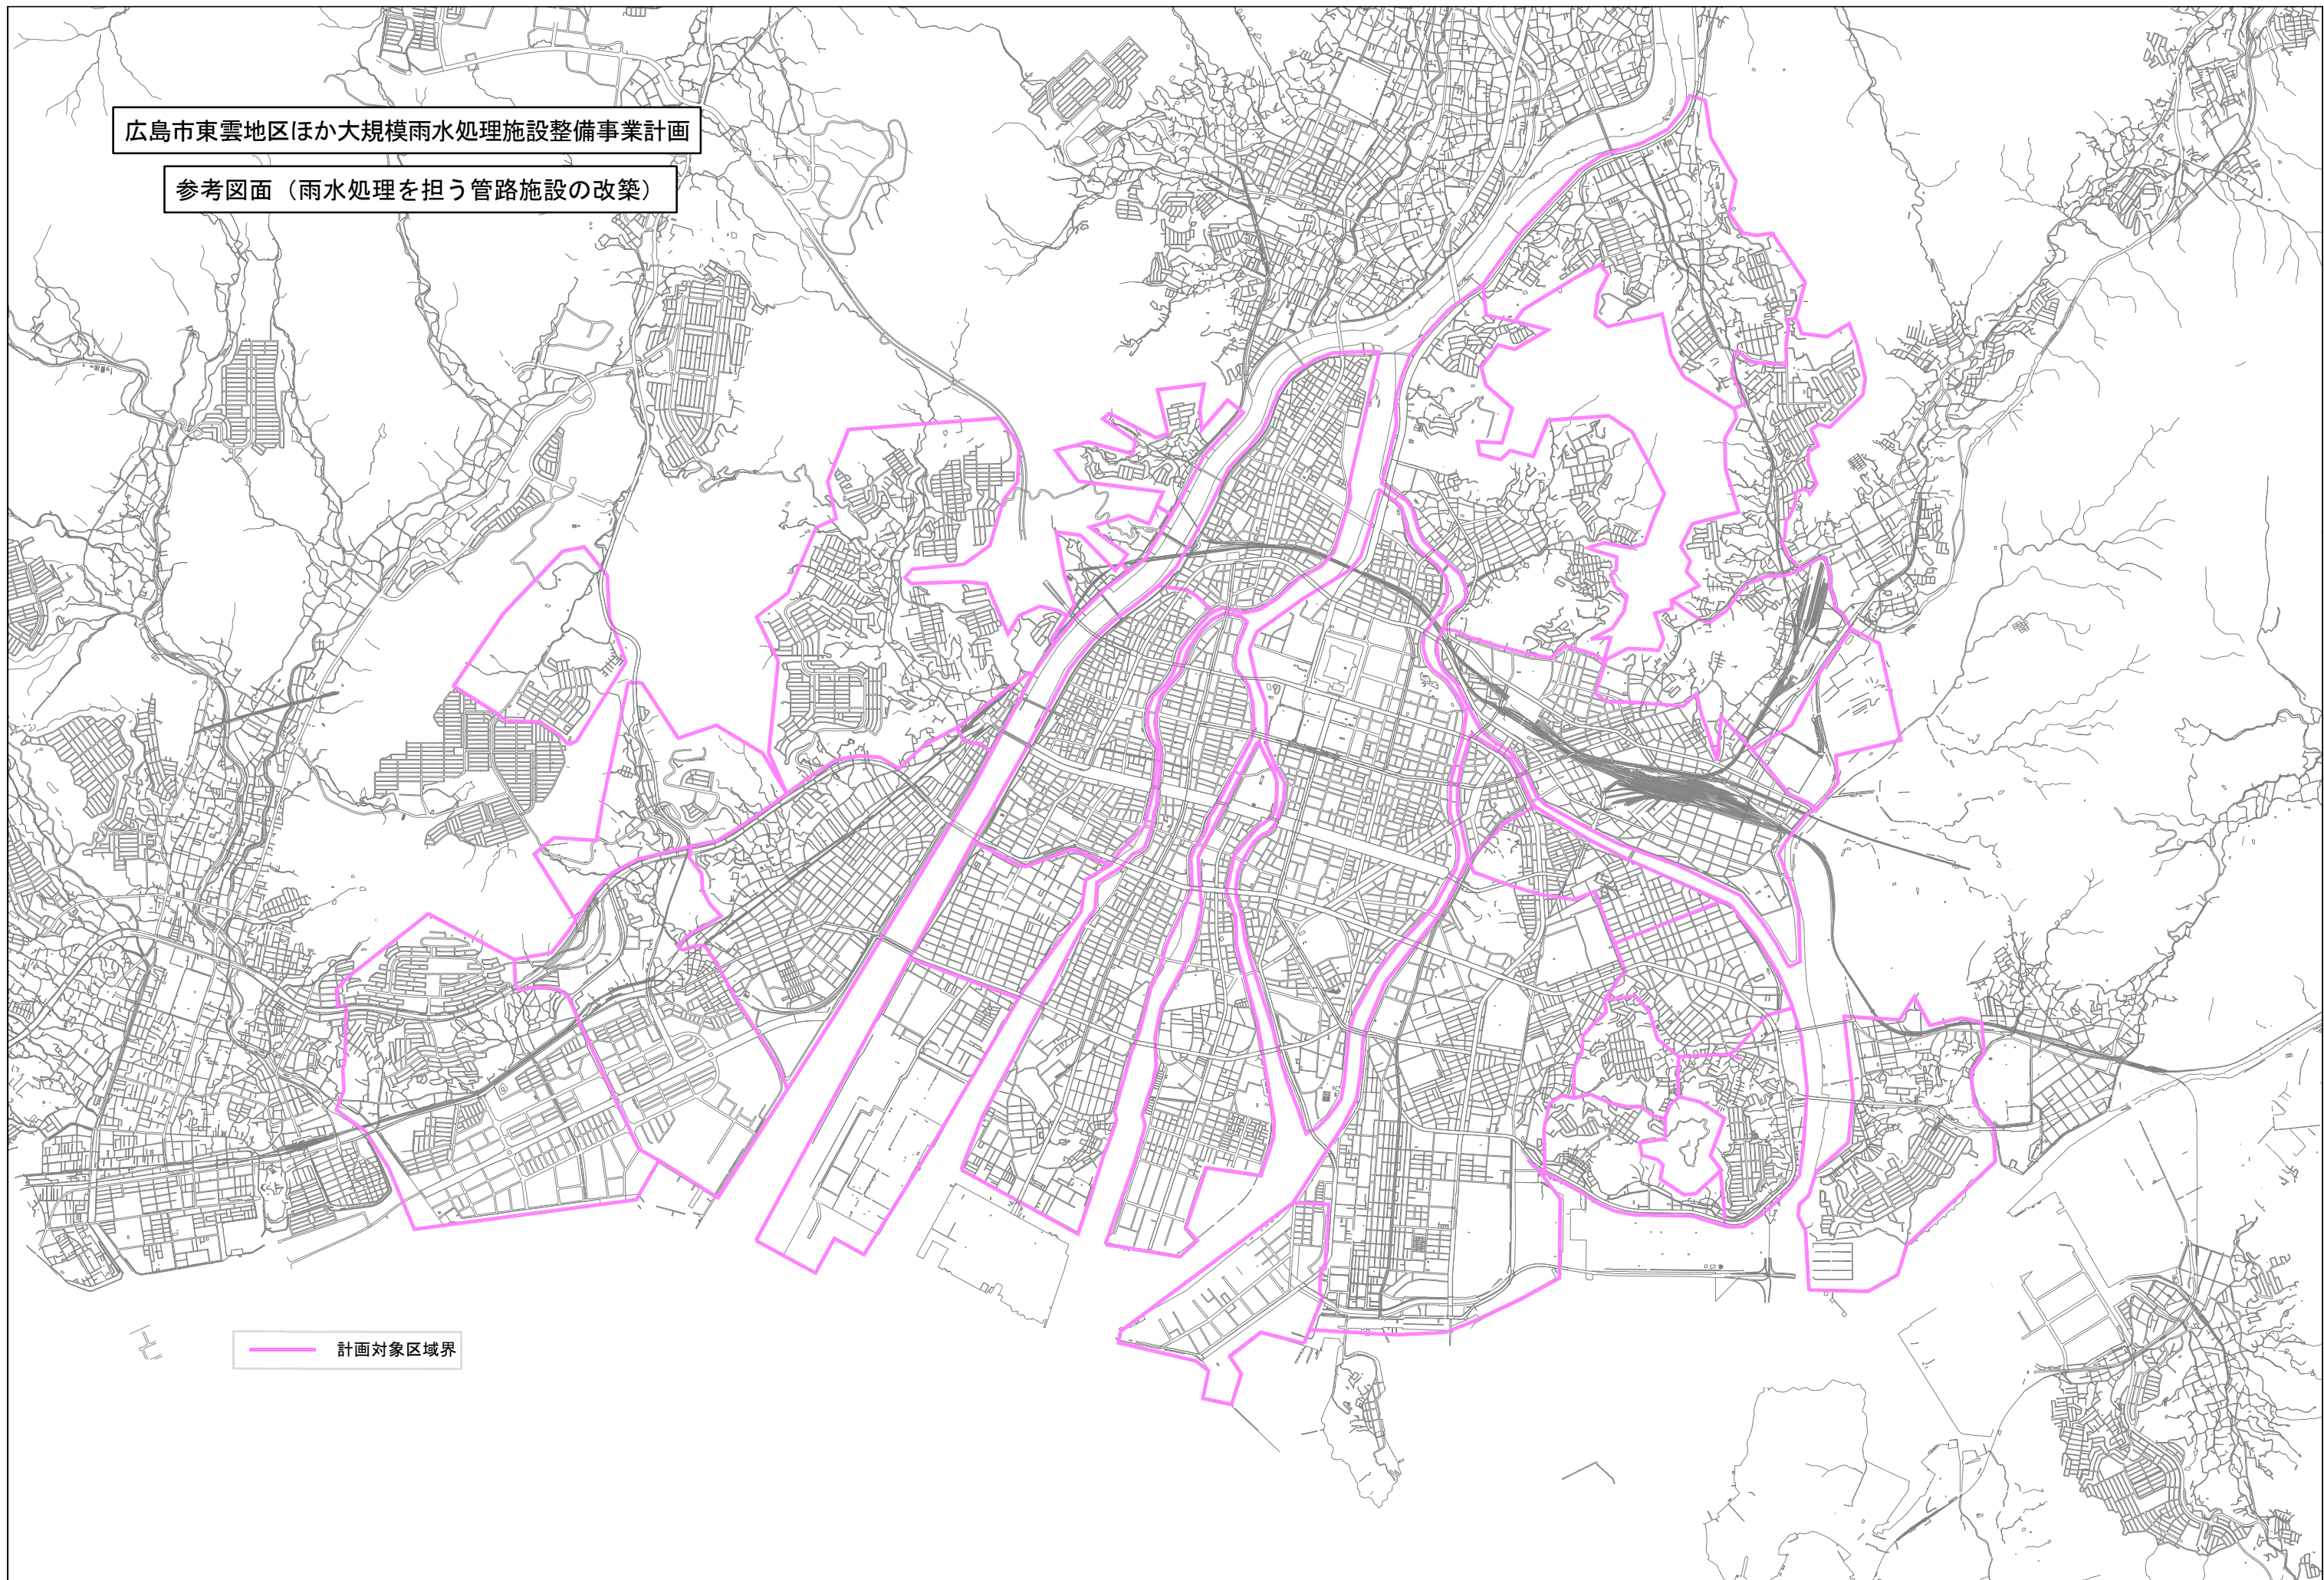 広島市東雲地区ほか大規模雨水処理施設整備事業計画
参考図面（雨水処理を担う管路施設の改築）
計画対象区域界